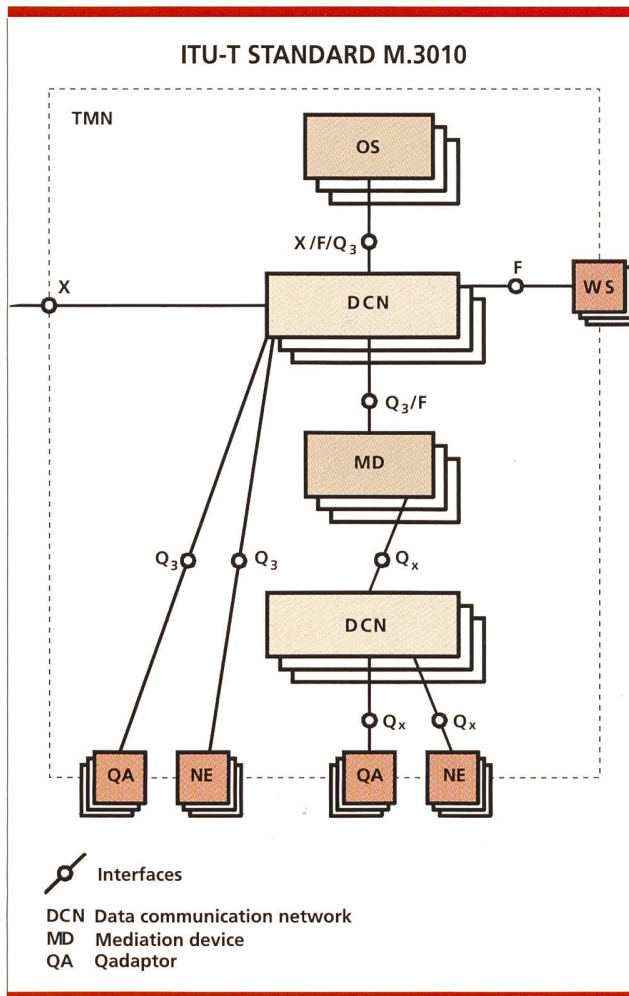 ITU-T STANDARD M.3010
TMN
OS
X/F/Q₃
X
F
DCN
WS
Q₃/F
MD
Q₃
Q₃
Qₓ
DCN
Qₓ
Qₓ
QA
NE
QA
NE
Interfaces
DCN Data communication network
MD Mediation device
QA Qadaptor